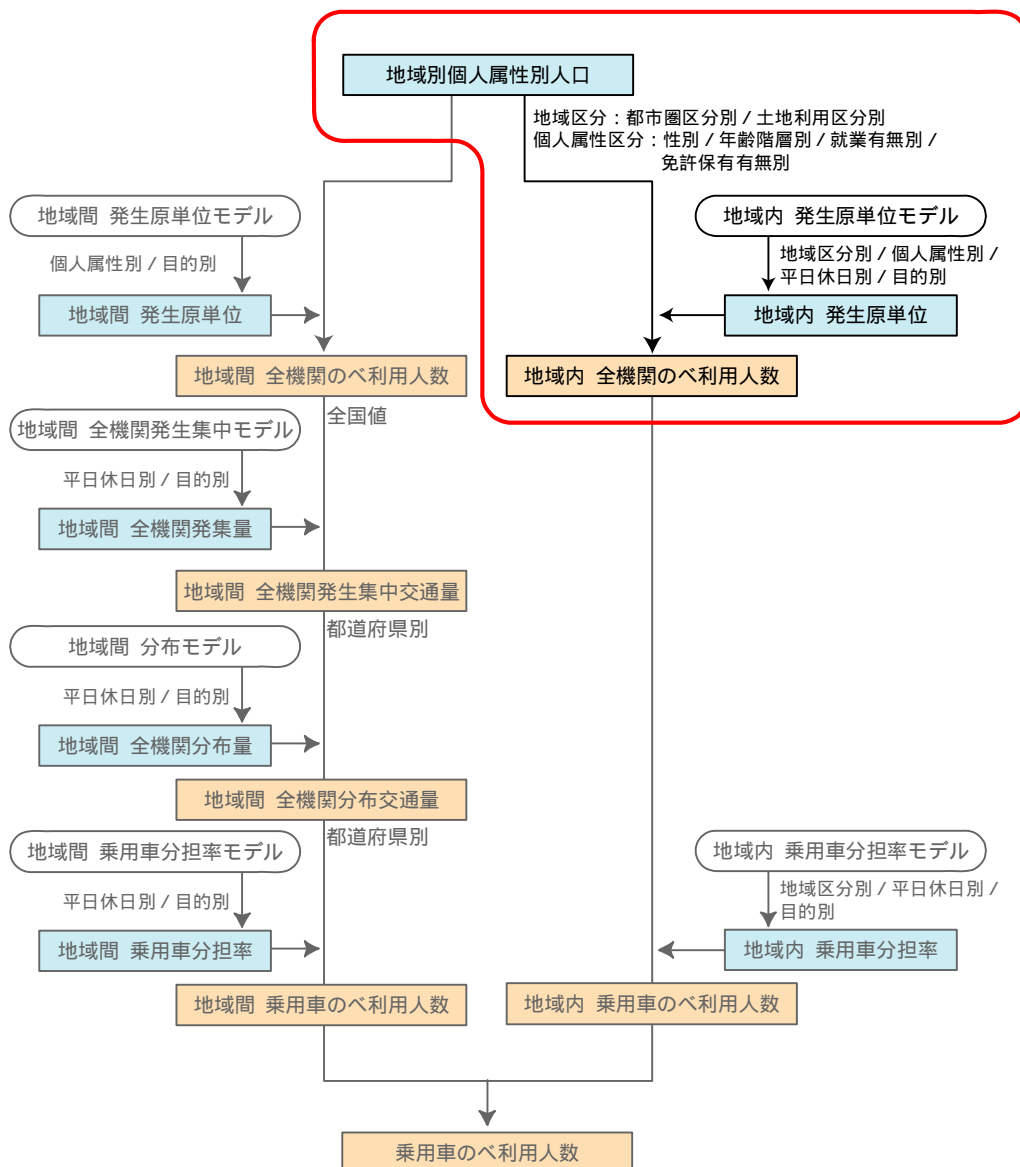 地域別個人属性別人口
地域区分：都市圏区分別 / 土地利用区分別
個人属性区分：性別 / 年齢階層別 / 就業有無別 /
免許保有有無別
地域間 発生原単位モデル
個人属性別 / 目的別
地域間 発生原単位
地域内 発生原単位モデル
地域区分別 / 個人属性別 /
平日休日別 / 目的別
地域内 発生原単位
地域間 全機関のべ利用人数
全国値
地域内 全機関のべ利用人数
地域間 全機関発生集中モデル
平日休日別 / 目的別
地域間 全機関発集量
地域間 全機関発生集中交通量
都道府県別
地域間 分布モデル
平日休日別 / 目的別
地域間 全機関分布量
地域間 全機関分布交通量
都道府県別
地域間 乗用車分担率モデル
平日休日別 / 目的別
地域間 乗用車分担率
地域内 乗用車分担率モデル
地域区分別 / 平日休日別 /
目的別
地域内 乗用車分担率
地域間 乗用車のべ利用人数
地域内 乗用車のべ利用人数
乗用車のべ利用人数